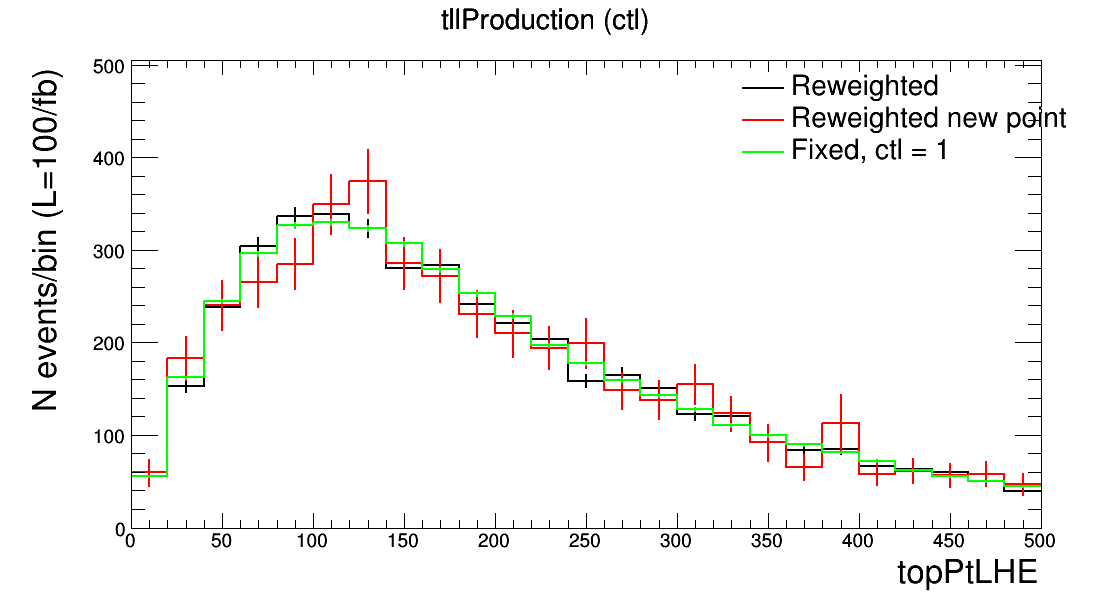 tllProduction (ctl)
N events/bin (L=100/fb)
500
400
300
200
100
0
Reweighted
Reweighted new point
Fixed, ctl = 1
0 50 100 150 200 250 300 350 400 450 500
topPtLHE